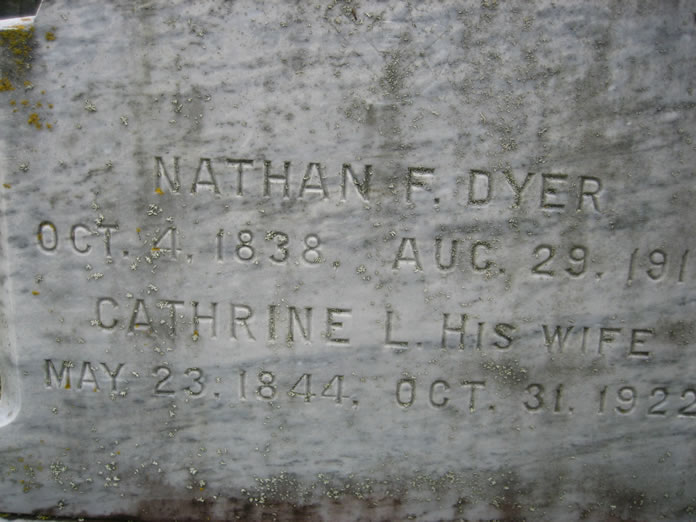 NATHAN F. DYER
OCT. 4, 1838. AUG. 29. 191
CATHRINE L. HIS WIFE
MAY 23. 1844. OCT. 31. 1922